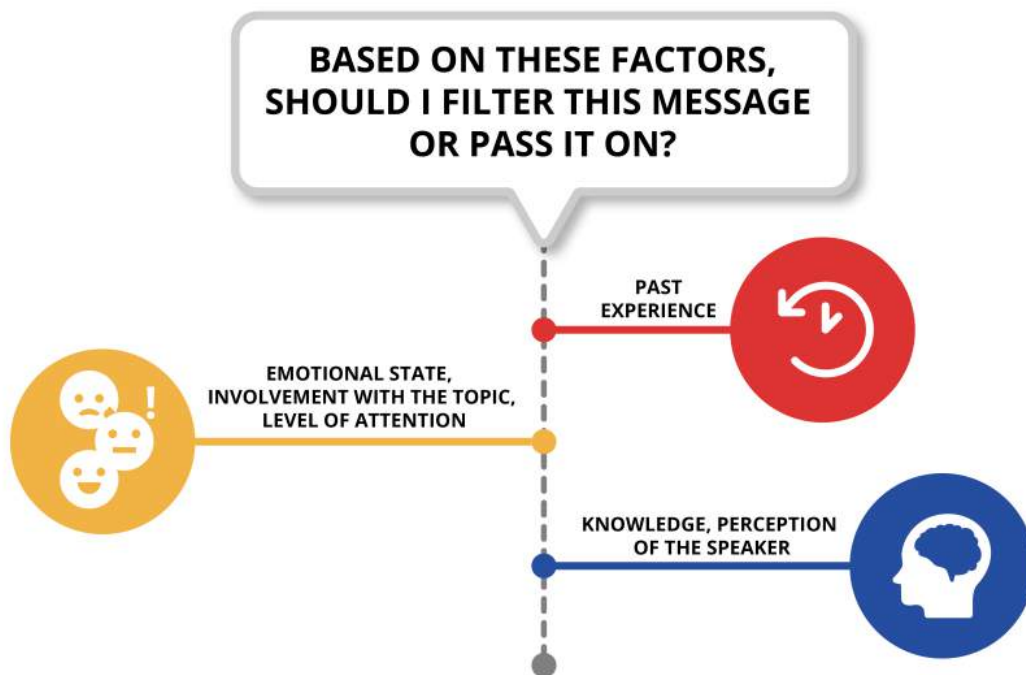 BASED ON THESE FACTORS,
SHOULD I FILTER THIS MESSAGE
OR PASS IT ON?
PAST
EXPERIENCE
EMOTIONAL STATE,
INVOLVEMENT WITH THE TOPIC,
LEVEL OF ATTENTION
!
KNOWLEDGE, PERCEPTION
OF THE SPEAKER